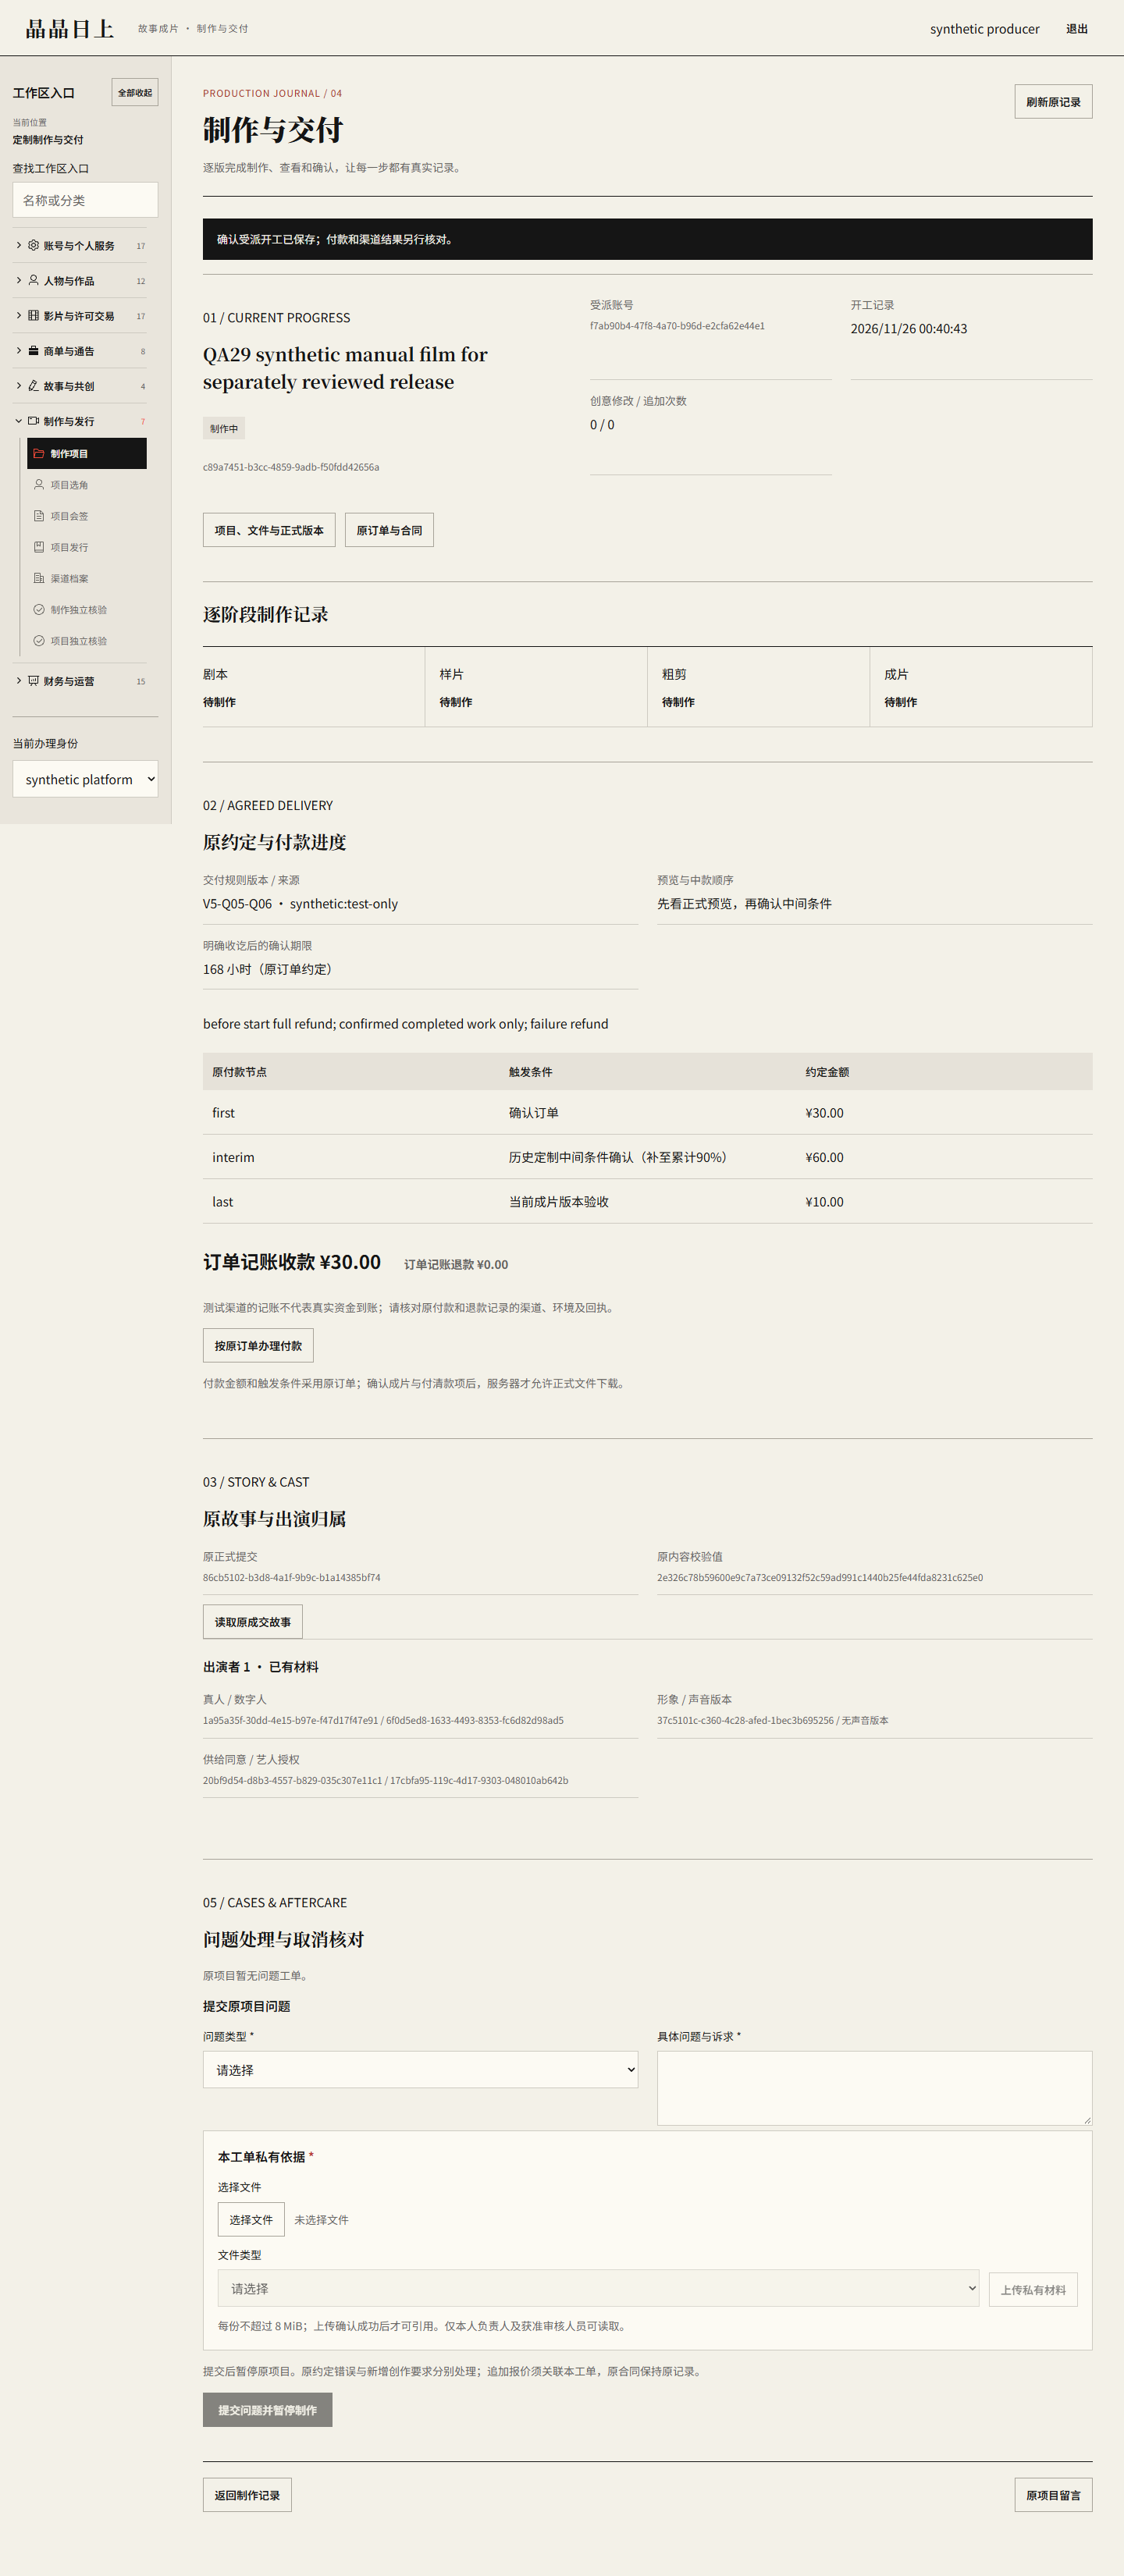 晶晶日上
故事成片 · 制作与交付
synthetic producer
退出
工作区入口
全部收起
当前位置
定制制作与交付
查找工作区入口
名称或分类
账号与个人服务 17
人物与作品 12
影片与许可交易 17
商单与通告 8
故事与共创 4
制作与发行 7
制作项目
项目选角
项目会签
项目发行
渠道档案
制作独立核验
项目独立核验
财务与运营 15
当前办理身份
synthetic platform
PRODUCTION JOURNAL / 04
制作与交付
逐版完成制作、查看和确认，让每一步都有真实记录。
刷新原记录
确认受派开工已保存；付款和渠道结果另行核对。
01 / CURRENT PROGRESS
QA29 synthetic manual film for
separately reviewed release
制作中
c89a7451-b3cc-4859-9adb-f50fdd42656a
受派账号
f7ab90b4-47f8-4a70-b96d-e2cfa62e44e1
开工记录
2026/11/26 00:40:43
创意修改 / 追加次数
0 / 0
项目、文件与正式版本
原订单与合同
逐阶段制作记录
剧本
待制作
样片
待制作
粗剪
待制作
成片
待制作
02 / AGREED DELIVERY
原约定与付款进度
交付规则版本 / 来源
V5-Q05-Q06 · synthetic:test-only
预览与中款顺序
先看正式预览，再确认中间条件
明确收讫后的确认期限
168 小时（原订单约定）
before start full refund; confirmed completed work only; failure refund
原付款节点 触发条件 约定金额
first 确认订单 ¥30.00
interim 历史定制中间条件确认（补至累计90%） ¥60.00
last 当前成片版本验收 ¥10.00
订单记账收款 ¥30.00 订单记账退款 ¥0.00
测试渠道的记账不代表真实资金到账；请核对原付款和退款记录的渠道、环境及回执。
按原订单办理付款
付款金额和触发条件采用原订单；确认成片与付清款项后，服务器才允许正式文件下载。
03 / STORY & CAST
原故事与出演归属
原正式提交
86cb5102-b3d8-4a1f-9b9c-b1a14385bf74
原内容校验值
2e326c78b59600e9c7a73ce09132f52c59ad991c1440b25fe44fda8231c625e0
读取原成交故事
出演者 1 · 已有材料
真人 / 数字人
1a95a35f-30dd-4e15-b97e-f47d17f47e91 / 6f0d5ed8-1633-4493-8353-fc6d82d98ad5
形象 / 声音版本
37c5101c-c360-4c28-afed-1bec3b695256 / 无声音版本
供给同意 / 艺人授权
20bf9d54-d8b3-4557-b829-035c307e11c1 / 17cbfa95-119c-4d17-9303-048010ab642b
05 / CASES & AFTERCARE
问题处理与取消核对
原项目暂无问题工单。
提交原项目问题
问题类型 *
请选择
具体问题与诉求 *
本工单私有依据 *
选择文件
选择文件 未选择文件
文件类型
请选择
上传私有材料
每份不超过 8 MiB；上传确认成功后才可引用。仅本人负责人及获准审核人员可读取。
提交后暂停原项目。原约定错误与新增创作要求分别处理；追加报价须关联本工单，原合同保持原记录。
提交问题并暂停制作
返回制作记录
原项目留言